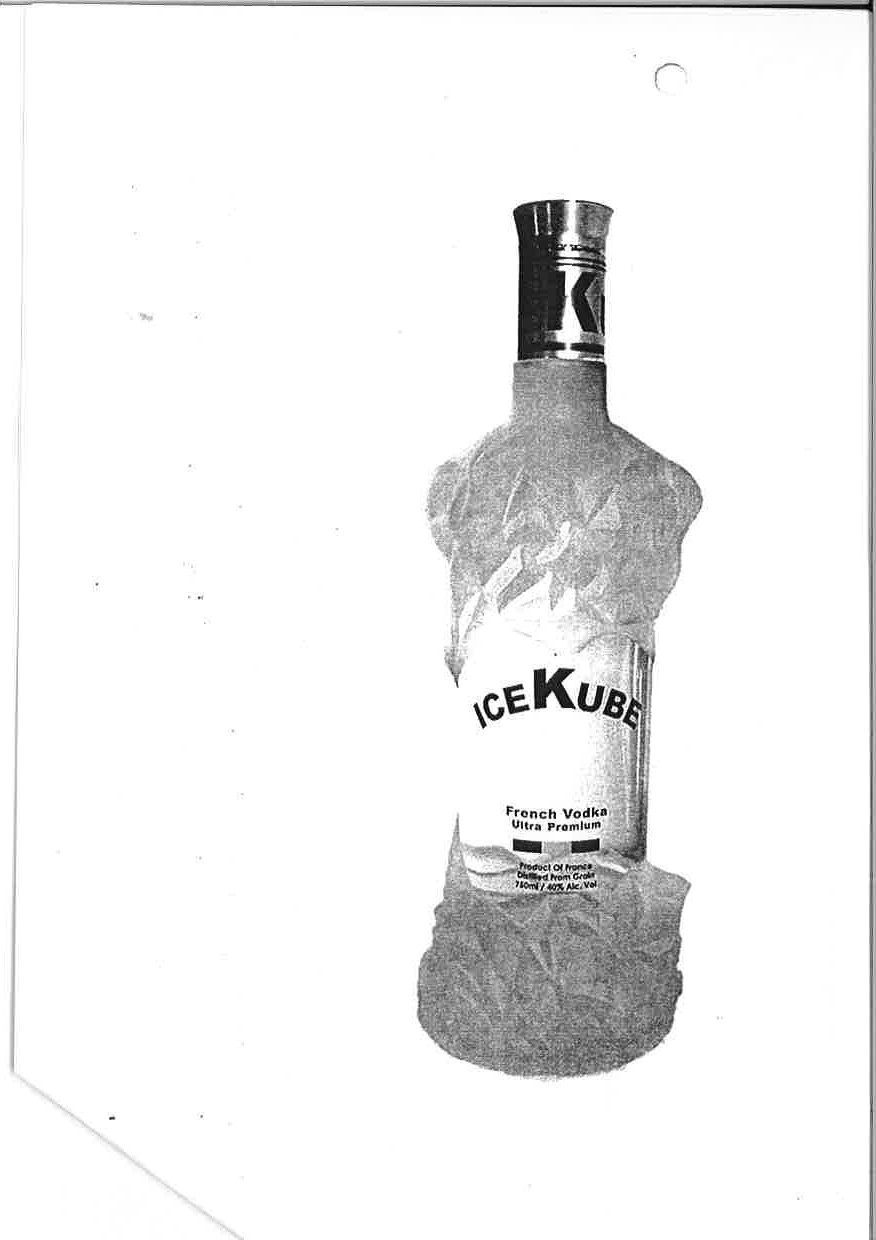 K
ICEKUBE
French Vodka
Ultra Premium
Product Of France
Distilled From Grain
750ml / 40% Alc. Vol